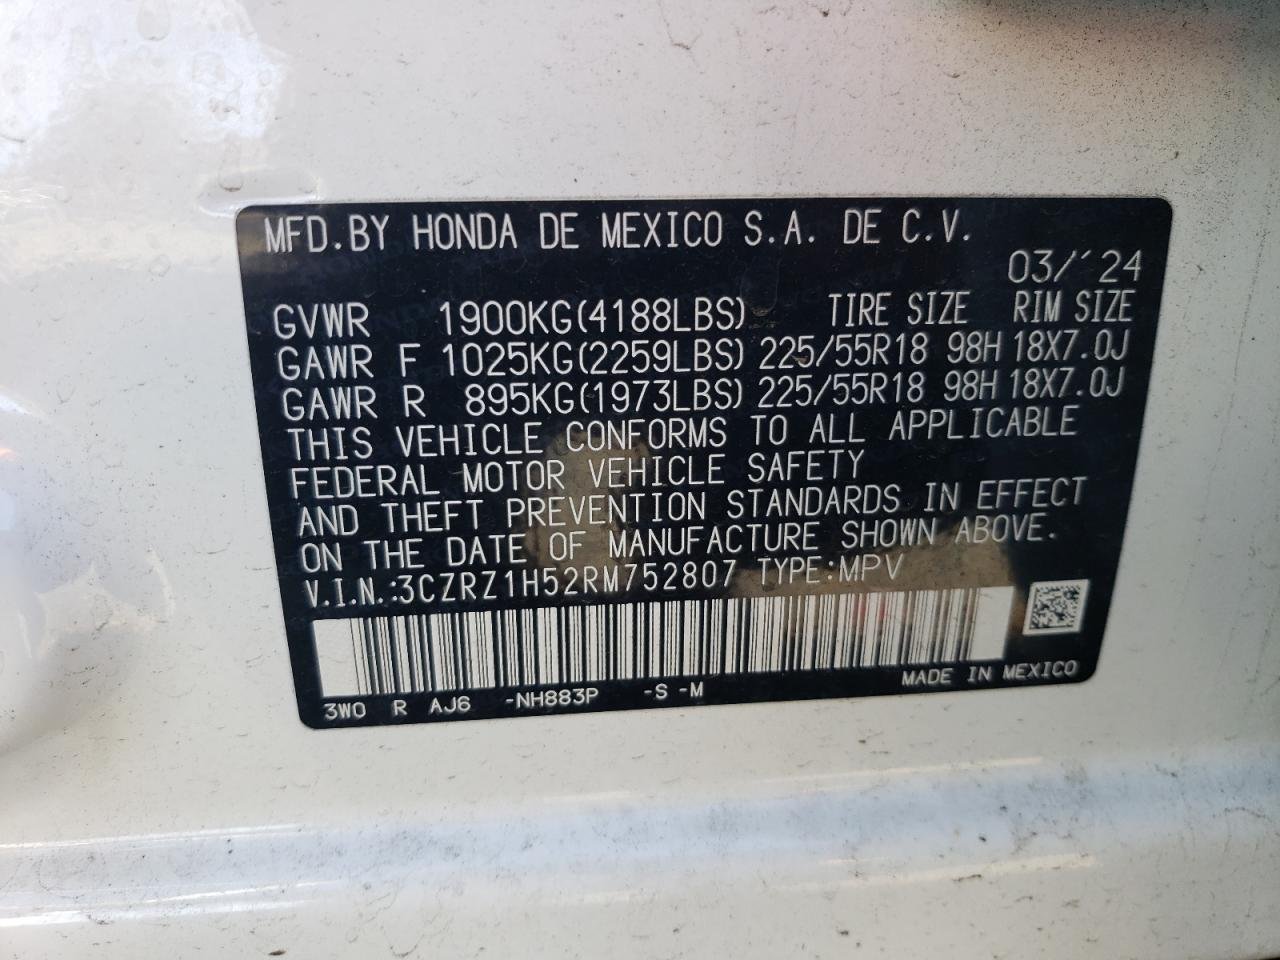 MFD.BY HONDA DE MEXICO S.A. DE C.V.
03/´24
GVWR 1900KG(4188LBS) TIRE SIZE RIM SIZE
GAWR F 1025KG(2259LBS) 225/55R18 98H 18X7.0J
GAWR R 895KG(1973LBS) 225/55R18 98H 18X7.0J
THIS VEHICLE CONFORMS TO ALL APPLICABLE
FEDERAL MOTOR VEHICLE SAFETY
AND THEFT PREVENTION STANDARDS IN EFFECT
ON THE DATE OF MANUFACTURE SHOWN ABOVE.
V.I.N.:3CZRZ1H52RM752807 TYPE:MPV
MADE IN MEXICO
3WO R AJ6 -NH883P -S -M